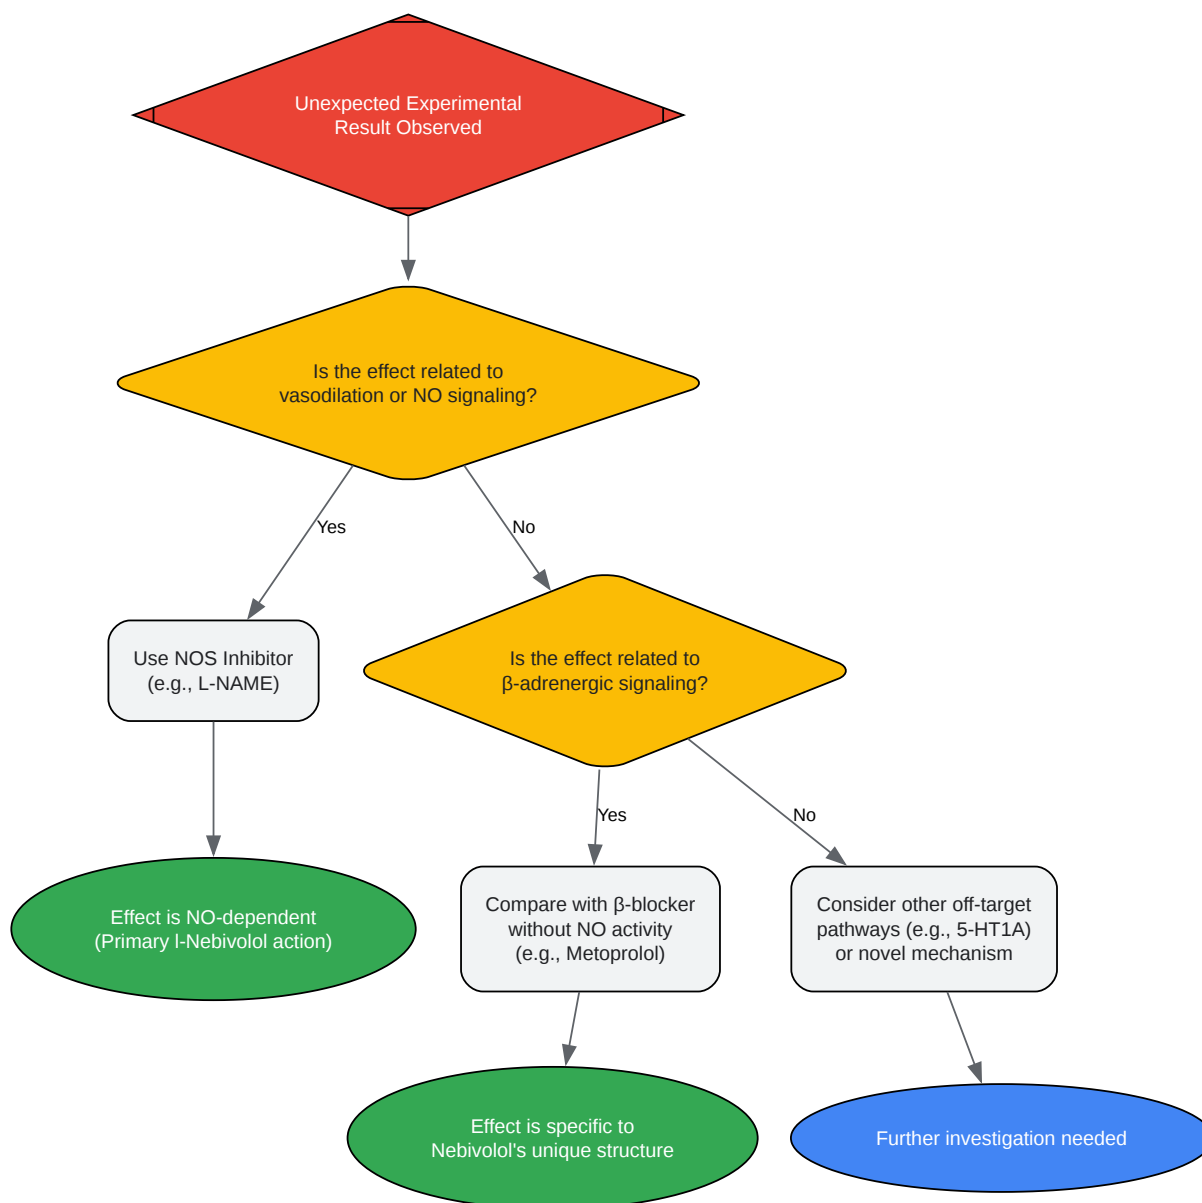 Unexpected Experimental
Result Observed
Is the effect related to
vasodilation or NO signaling?
Yes
No
Use NOS Inhibitor
(e.g., L-NAME)
Is the effect related to
β-adrenergic signaling?
Yes
No
Effect is NO-dependent
(Primary l-Nebivolol action)
Compare with β-blocker
without NO activity
(e.g., Metoprolol)
Consider other off-target
pathways (e.g., 5-HT1A)
or novel mechanism
Effect is specific to
Nebivolol's unique structure
Further investigation needed